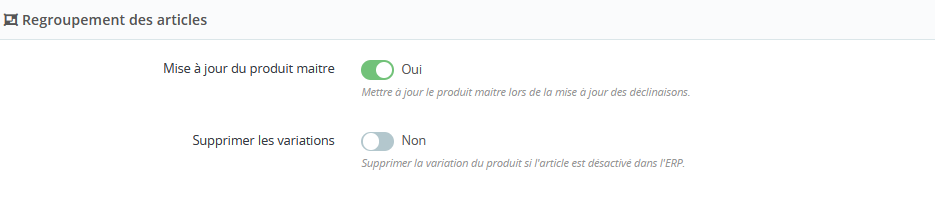 Regroupement des articles
Mise à jour du produit maitre Oui
Mettre à jour le produit maitre lors de la mise à jour des déclinaisons.
Supprimer les variations Non
Supprimer la variation du produit si l'article est désactivé dans l'ERP.